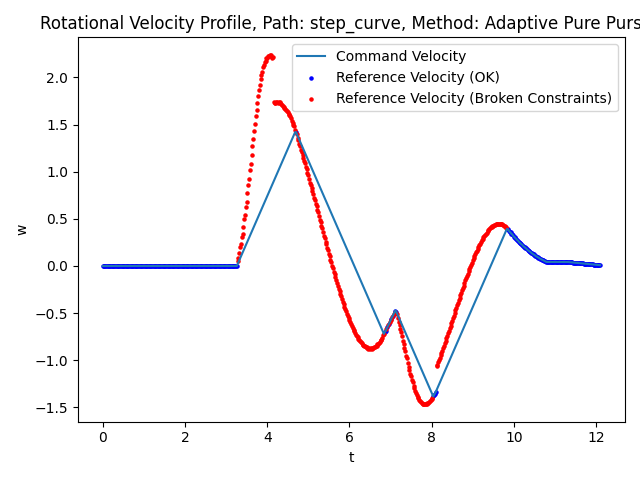 Rotational Velocity Profile, Path: step_curve, Method: Adaptive Pure Purs
Command Velocity
Reference Velocity (OK)
Reference Velocity (Broken Constraints)
2.0
1.5
1.0
0.5
0.0
−0.5
−1.0
−1.5
w
0 2 4 6 8 10 12
t